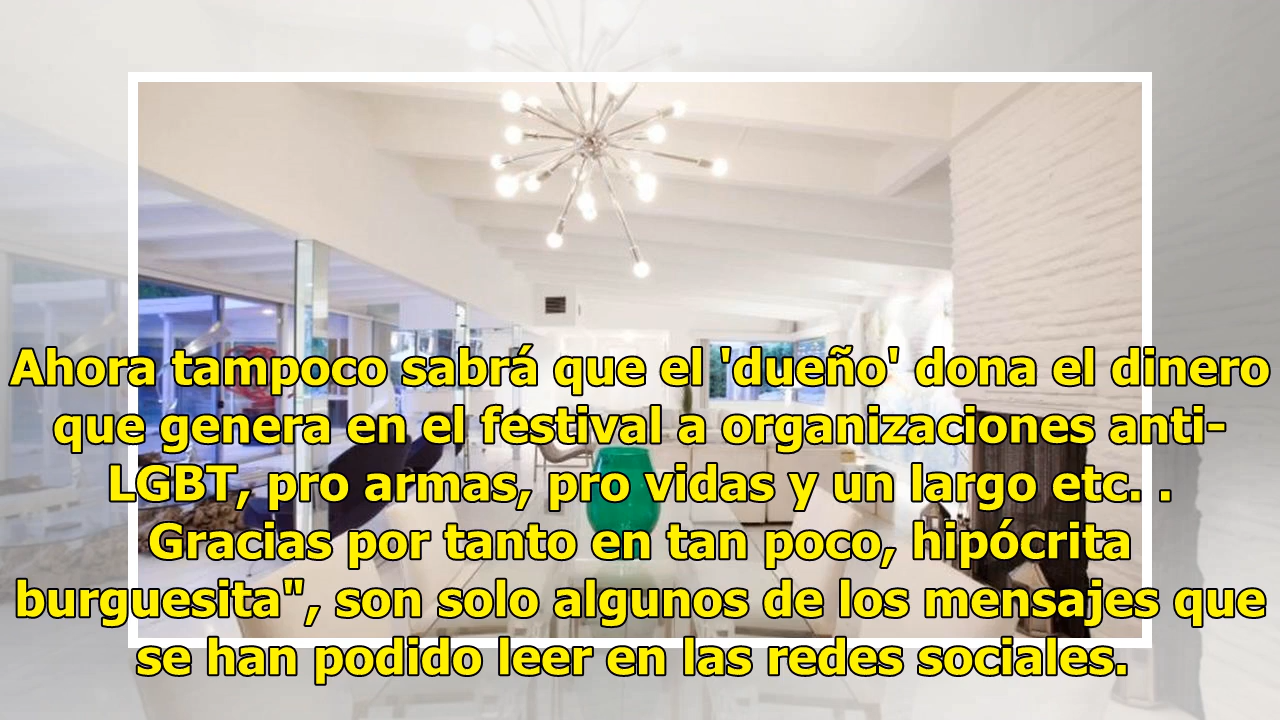 Ahora tampoco sabrá que el 'dueño' dona el dinero
que genera en el festival a organizaciones anti-
LGBT, pro armas, pro vidas y un largo etc. .
Gracias por tanto en tan poco, hipócrita
burguesita", son solo algunos de los mensajes que
se han podido leer en las redes sociales.